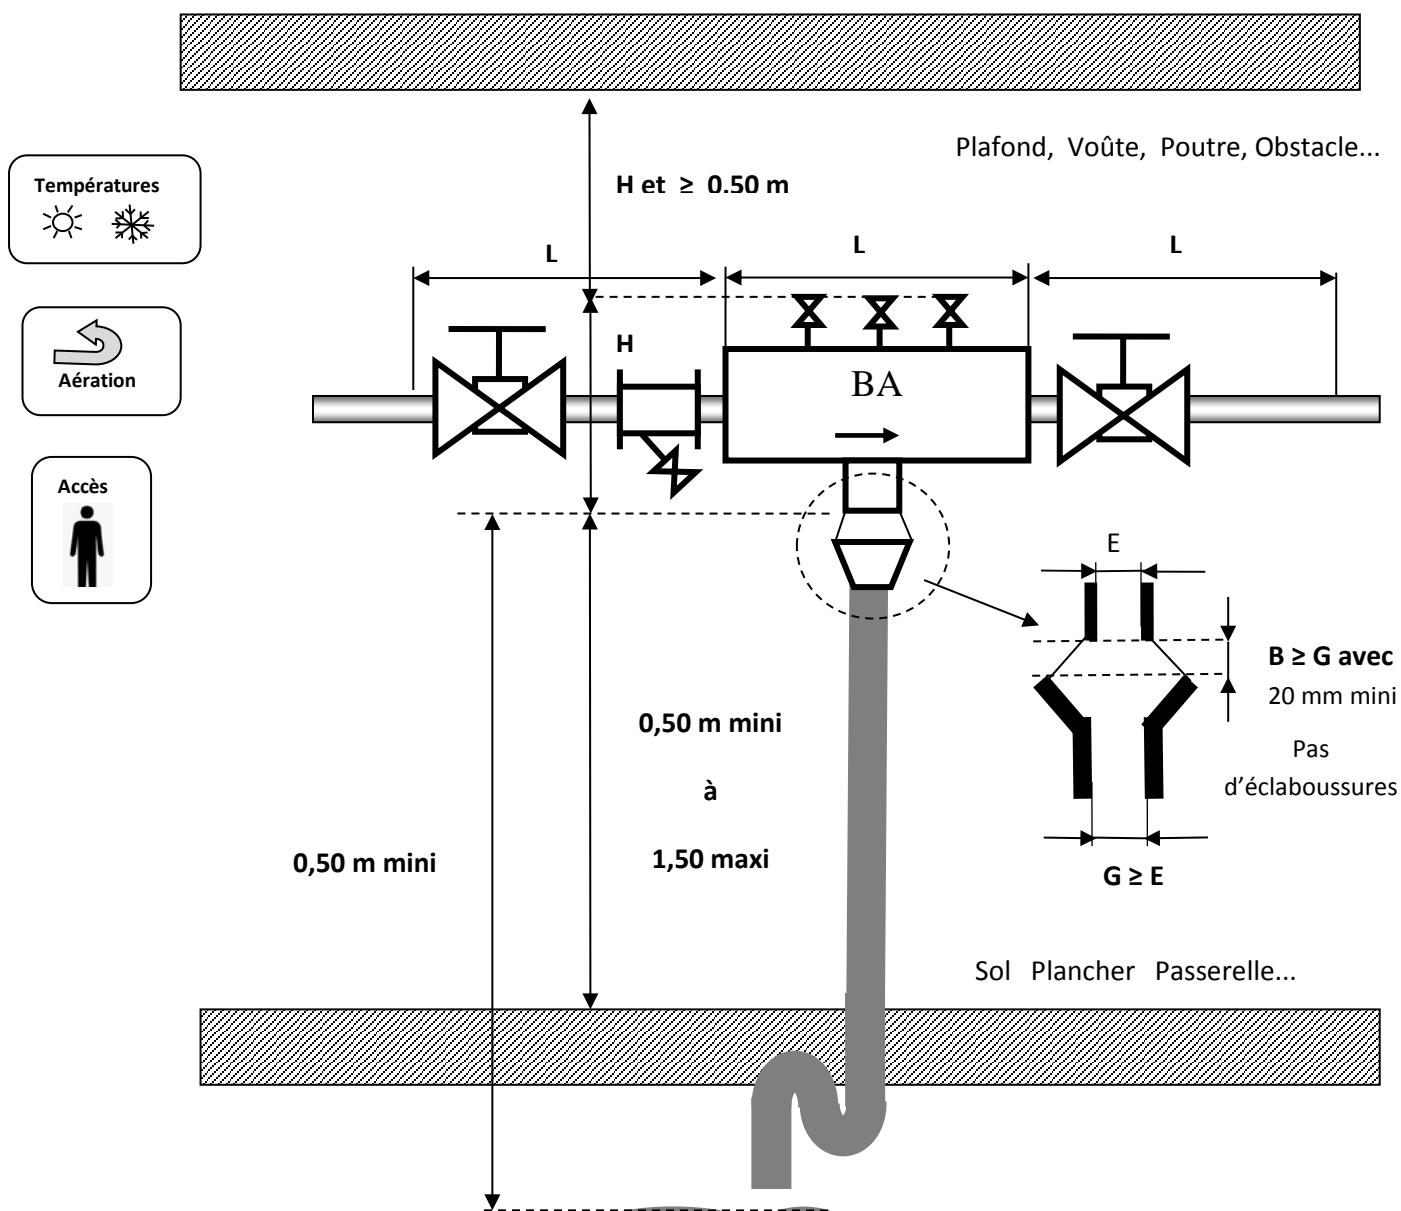 Plafond, Voûte, Poutre, Obstacle...
Températures
H et ≥ 0.50 m
L
L
L
H
Aération
BA
Accès
E
B ≥ G avec
20 mm mini
Pas
d'éclaboussures
0,50 m mini
à
1,50 maxi
0,50 m mini
G ≥ E
Sol Plancher Passerelle...